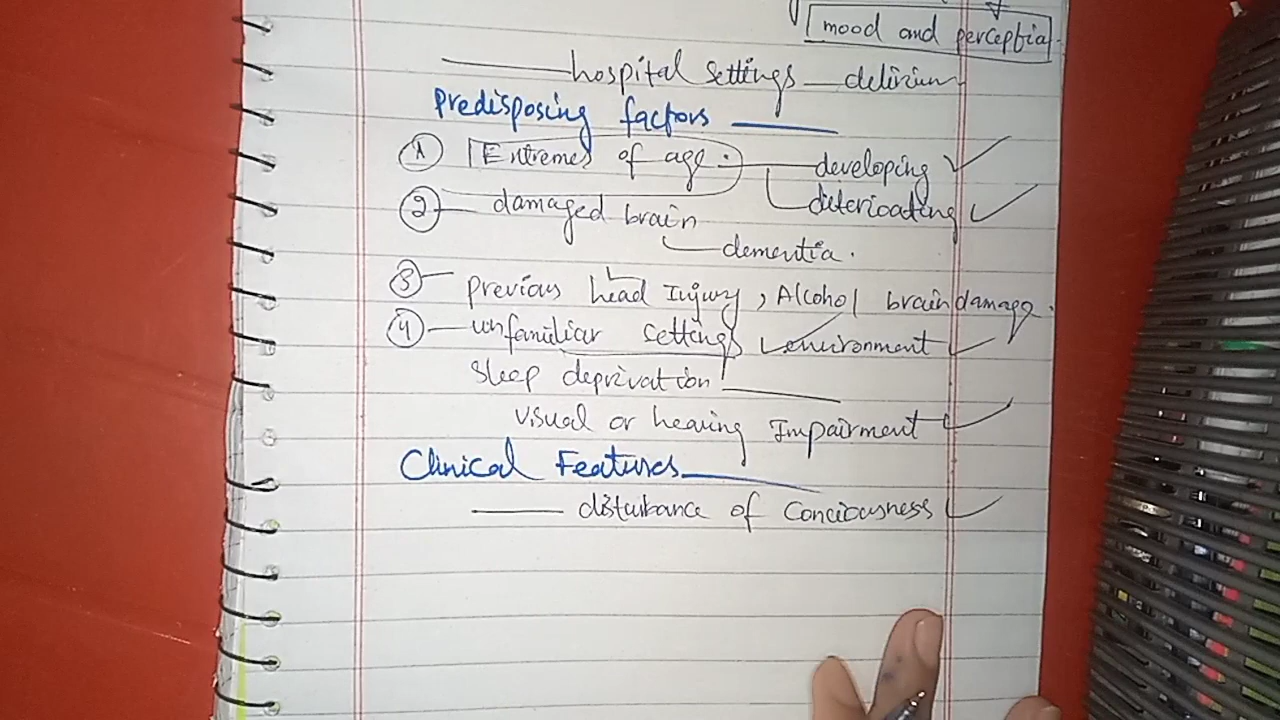 mood and perceptia
hospital settings delirium
Predisposing factors
1 Extremes of age. developing
deterioating
2 damaged brain
dementia.
3 previous head Injury, Alcohol brain damage.
4 unfamiliar settings environment
sleep deprivation
visual or hearing Impairment
Clinical Features
disturbance of Conciousness